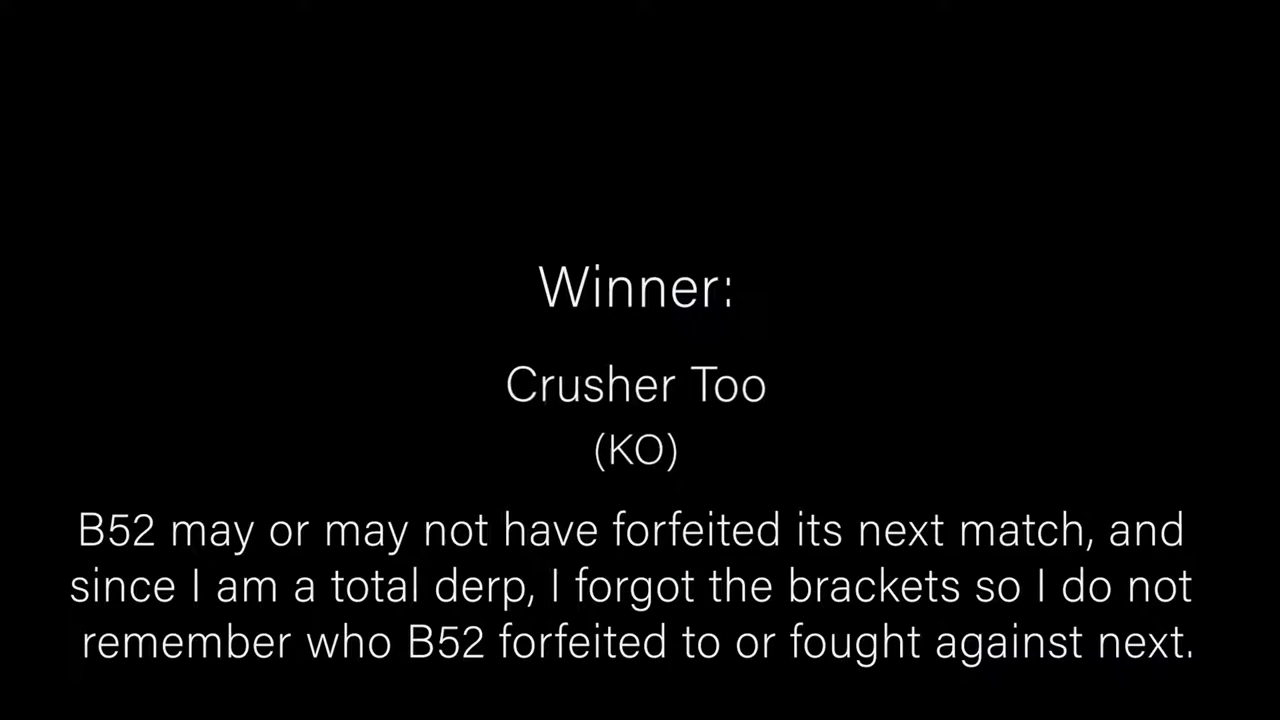 Winner:
Crusher Too
(KO)
B52 may or may not have forfeited its next match, and
since I am a total derp, I forgot the brackets so I do not
remember who B52 forfeited to or fought against next.